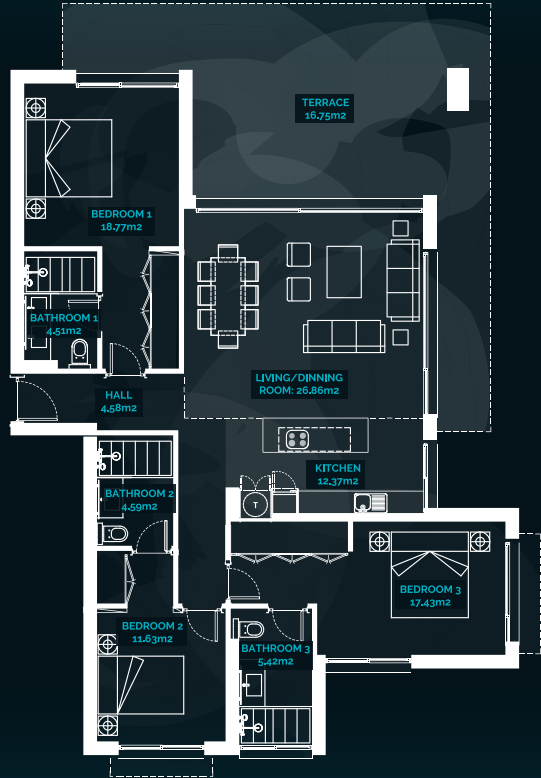 TERRACE
16.75m2
BEDROOM 1
18.77m2
BATHROOM 1
4.51m2
LIVING/DINNING
ROOM: 26.86m2
HALL
4.58m2
KITCHEN
12.37m2
BATHROOM 2
4.59m2
T
BEDROOM 3
17.43m2
BEDROOM 2
11.63m2
BATHROOM 3
5.42m2